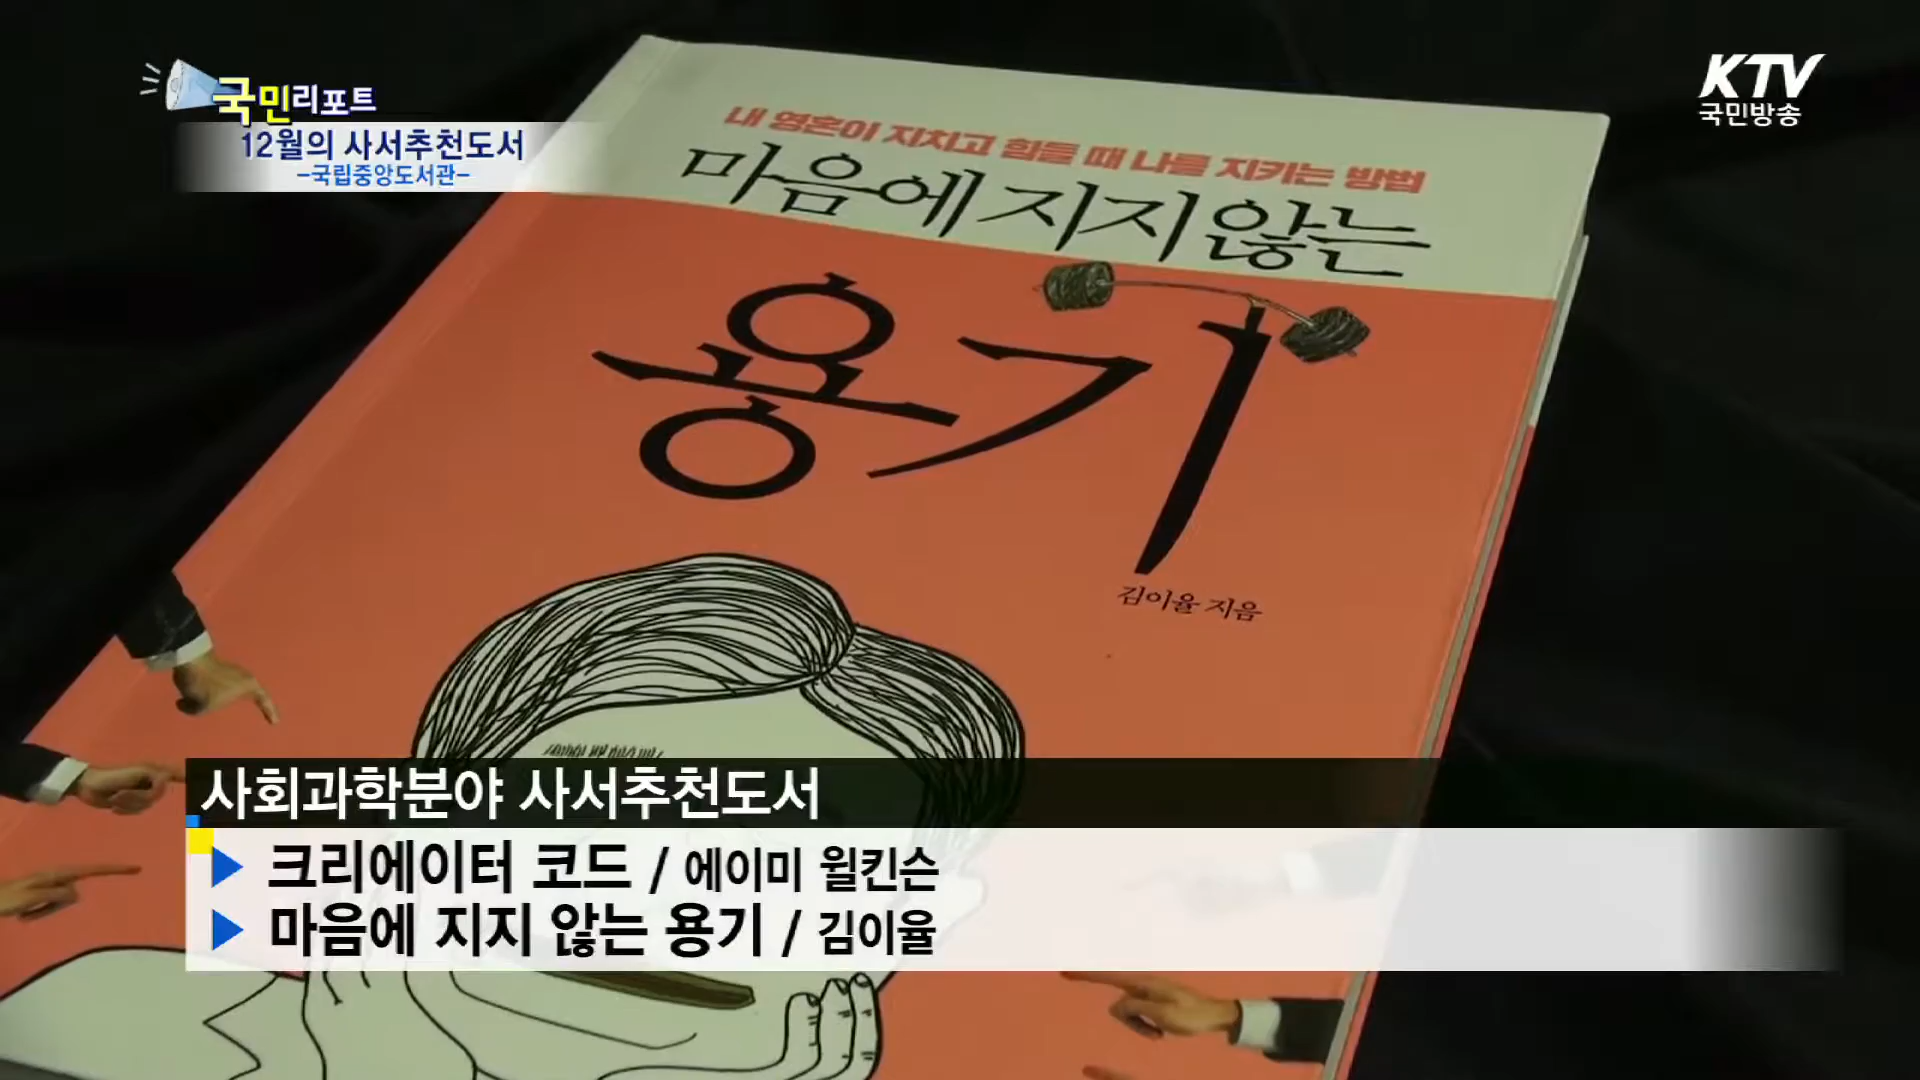 국민리포트
12월의 사서추천도서
-국립중앙도서관-
KTV
국민방송
내 영혼이 지치고 힘들 때 나를 지키는 방법
마음에 지지 않는
용기
김이율 지음
사회과학분야 사서추천도서
크리에이터 코드 / 에이미 윌킨슨
마음에 지지 않는 용기 / 김이율